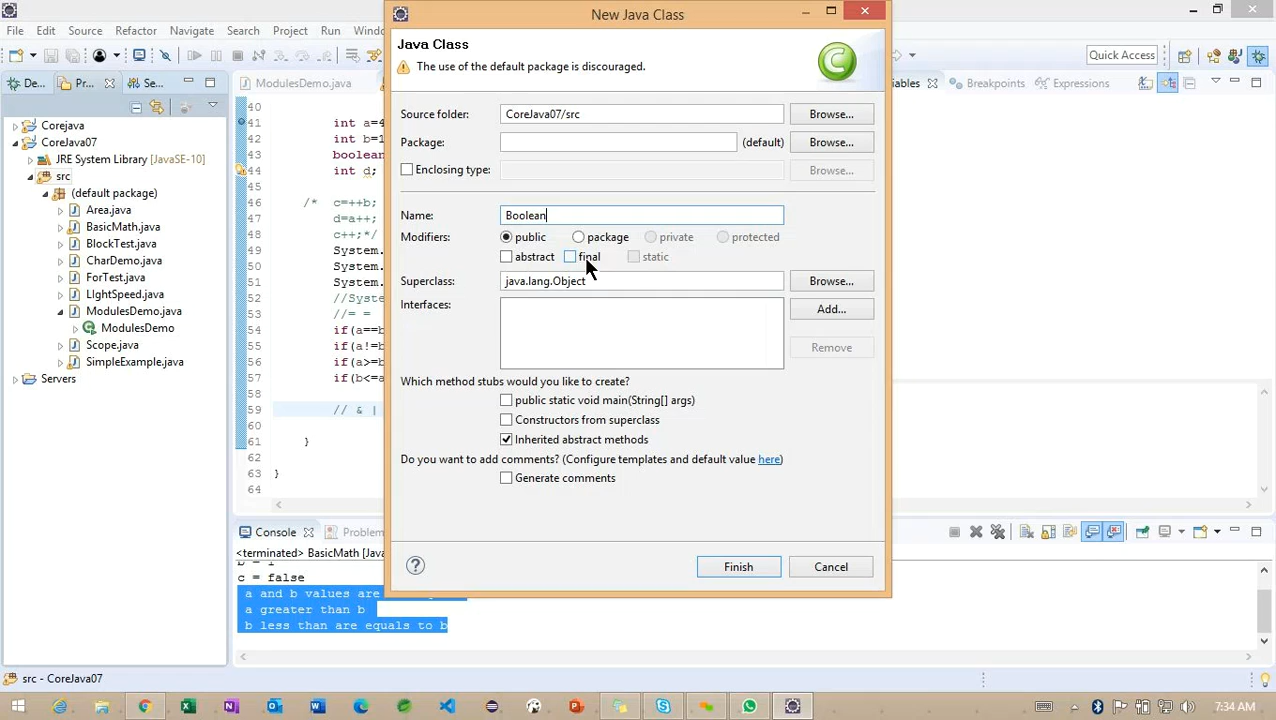 New Java Class
File
Edit
Source
Refactor
Navigate
Search
Project
Run
Java Class
The use of the default package is discouraged.
Quick Access
De...
Pr...
Se...
ModulesDemo.java
Breakpoints
Expressions
Corejava
CoreJava07
JRE System Library [JavaSE-10]
src
(default package)
Area.java
BasicMath.java
BlockTest.java
CharDemo.java
ForTest.java
LIghtSpeed.java
ModulesDemo.java
ModulesDemo
Scope.java
SimpleExample.java
Servers
40
41 int a=4
42 int b=1
43 boolean
44 int d;
45
46 /* c=++b;
47 d=a++;
48 c++;*/
49 System.
50 System.
51 System.
52 //Syste
53 //= =
54 if(a==b
55 if(a!=b
56 if(a>=b
57 if(b<=a
58
59 // & |
60
61 }
62
63 }
64
Source folder: CoreJava07/src Browse...
Package: (default) Browse...
Enclosing type: Browse...
Name: Boolean
Modifiers: public package private protected
abstract final static
Superclass: java.lang.Object Browse...
Interfaces: Add...
Remove
Which method stubs would you like to create?
public static void main(String[] args)
Constructors from superclass
Inherited abstract methods
Do you want to add comments? (Configure templates and default value here)
Generate comments
Finish Cancel
Console
Problem
<terminated> BasicMath [Java
c = false
a and b values are
a greater than b
b less than are equals to b
src - CoreJava07
7:34 AM